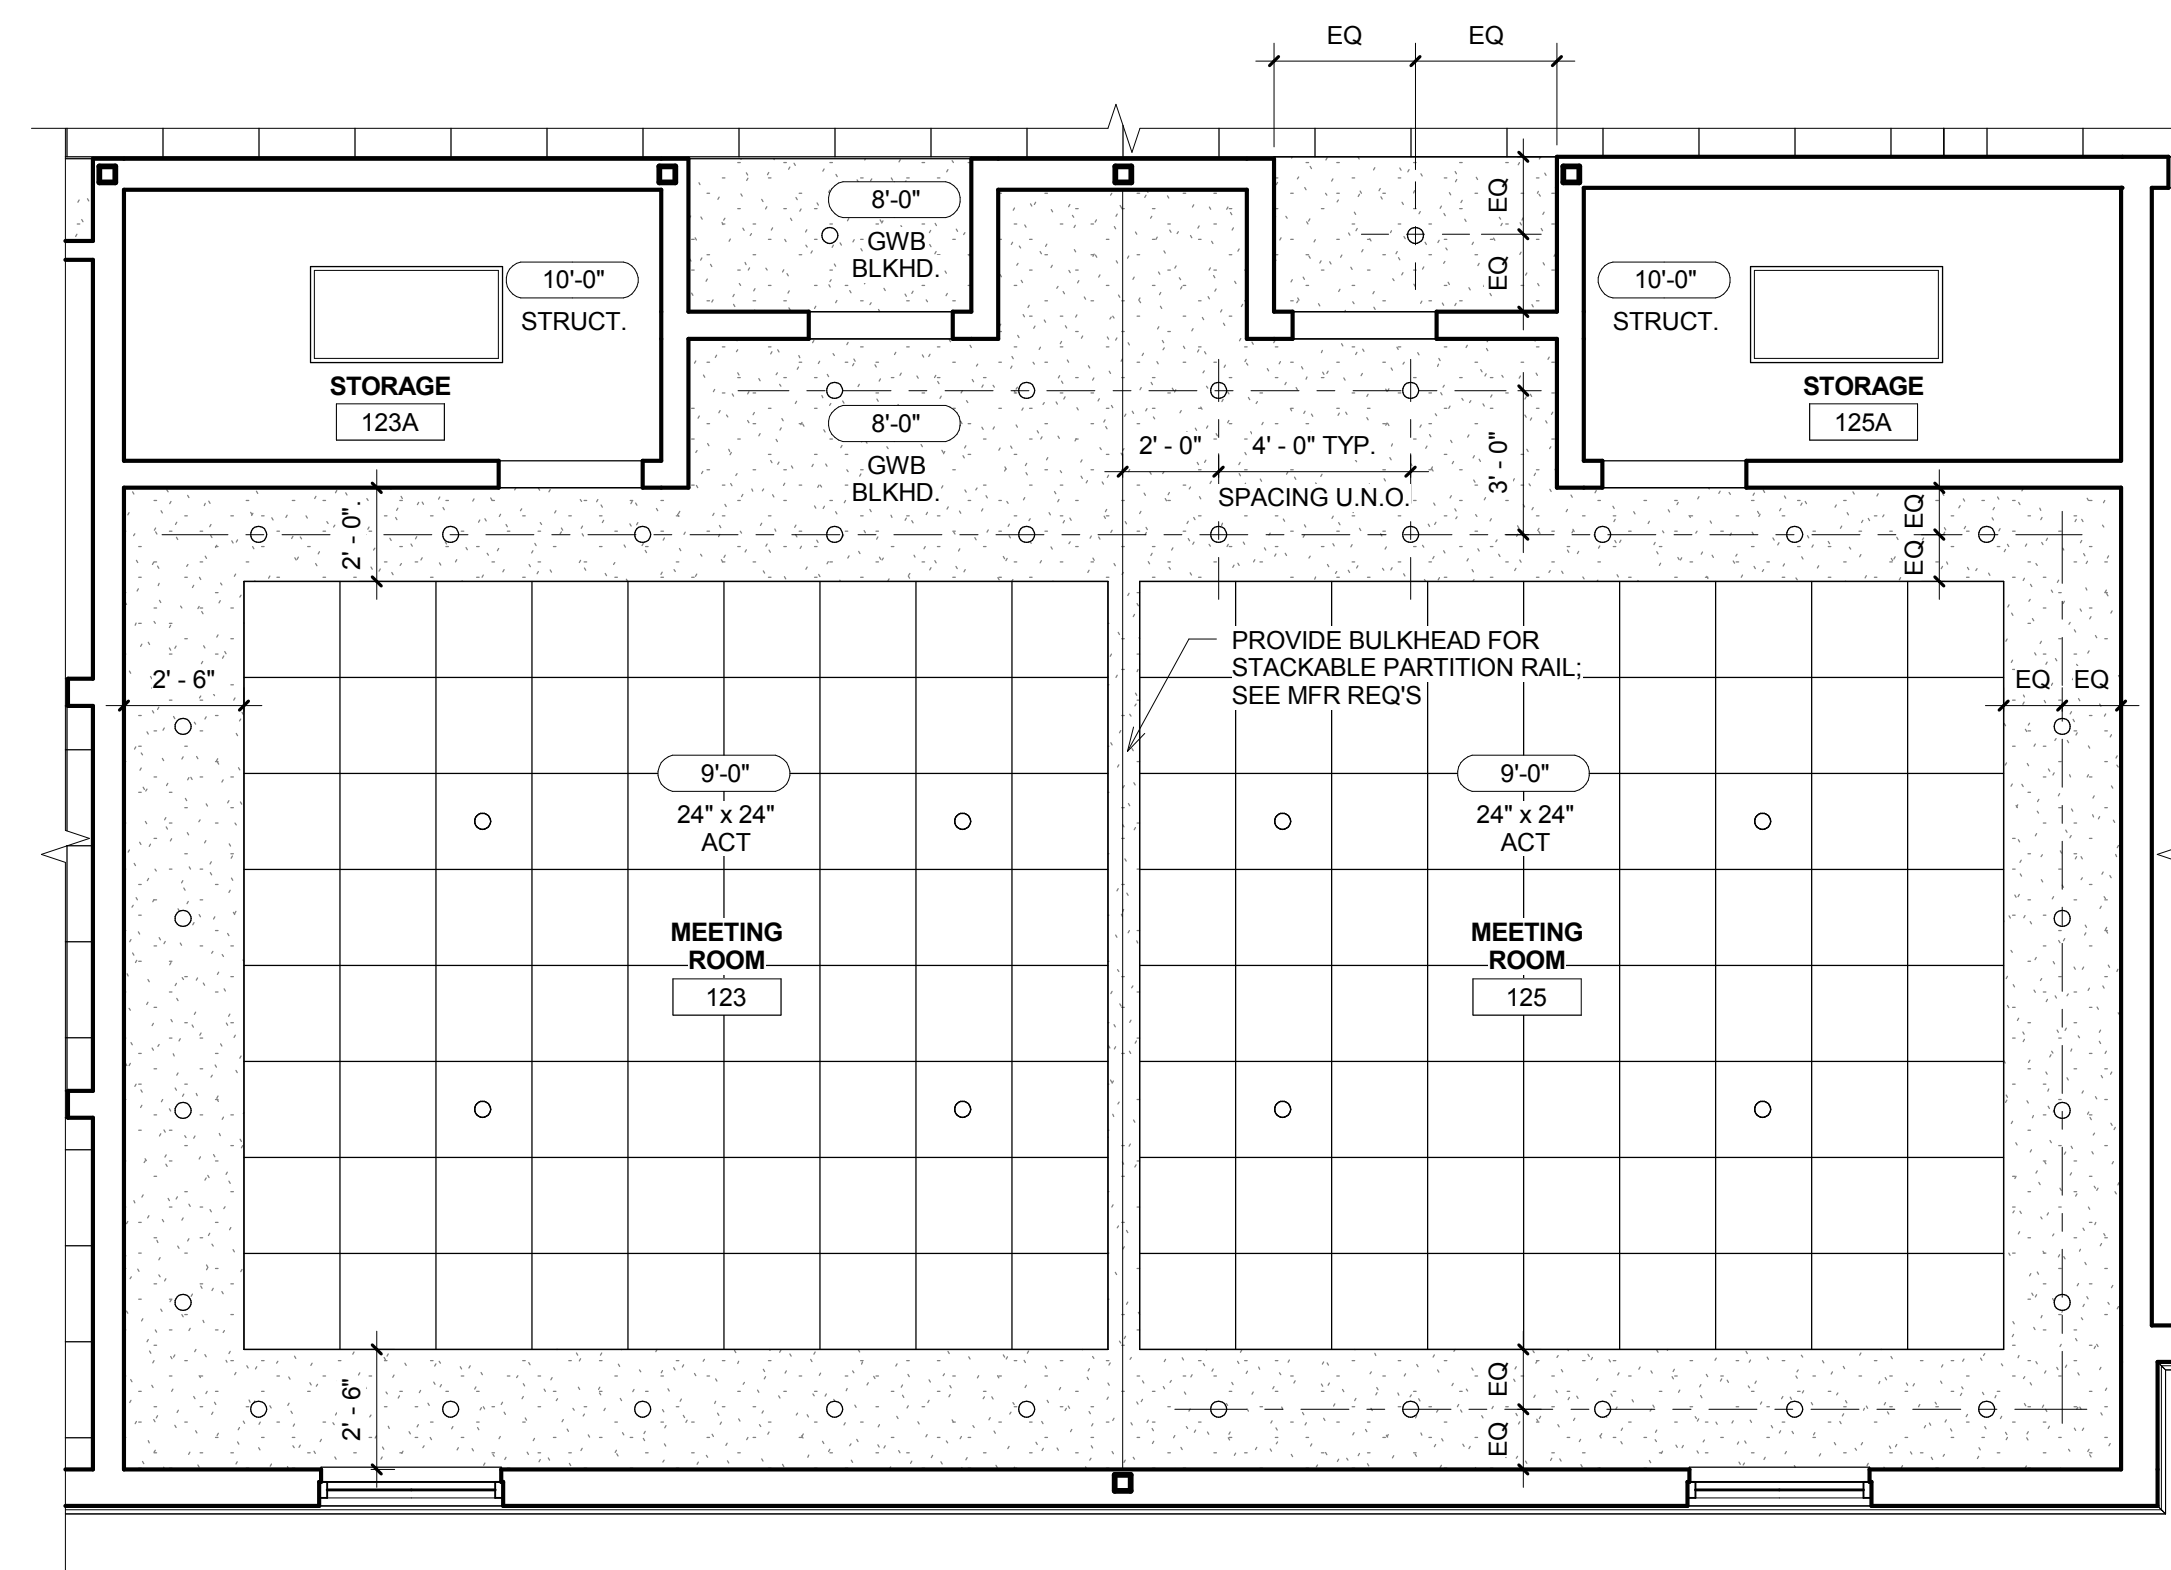 EQ
EQ
8'-0"
GWB
BLKHD.
EQ
EQ
10'-0"
STRUCT.
STORAGE
123A
10'-0"
STRUCT.
STORAGE
125A
8'-0"
GWB
BLKHD.
2' - 0"
4' - 0" TYP.
SPACING U.N.O.
3' - 0"
2' - 0".
EQ
EQ
PROVIDE BULKHEAD FOR
STACKABLE PARTITION RAIL;
SEE MFR REQ'S
2' - 6"
EQ
EQ
9'-0"
24" x 24"
ACT
9'-0"
24" x 24"
ACT
MEETING
ROOM
123
MEETING
ROOM
125
2' - 6"
EQ
EQ